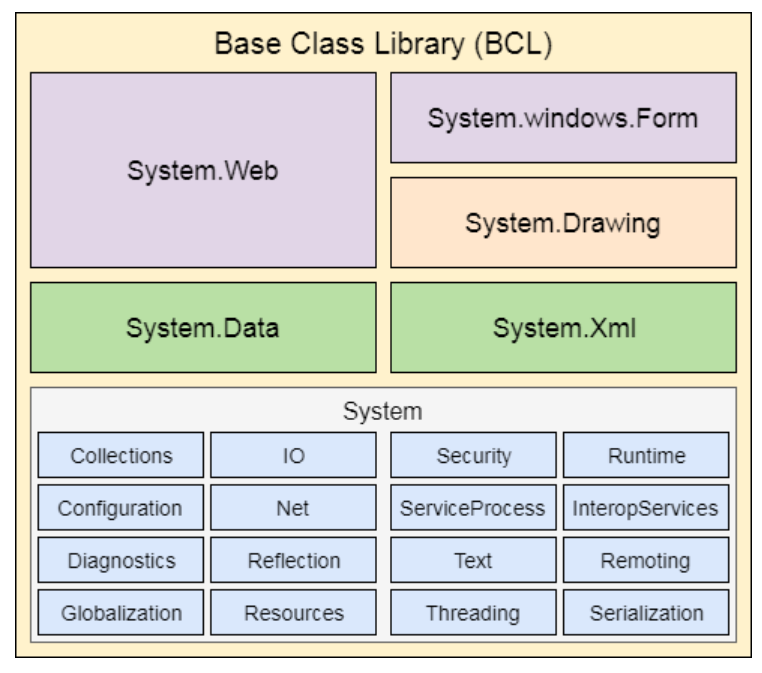 Base Class Library (BCL)
System.Web
System.windows.Form
System.Drawing
System.Data
System.Xml
System
Collections
IO
Security
Runtime
Configuration
Net
ServiceProcess
InteropServices
Diagnostics
Reflection
Text
Remoting
Globalization
Resources
Threading
Serialization